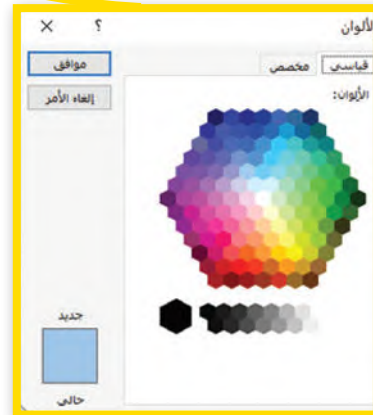 الألوان ؟ ×
قياسي مخصص
الألوان:
موافق
إلغاء الأمر
جديد
حالي